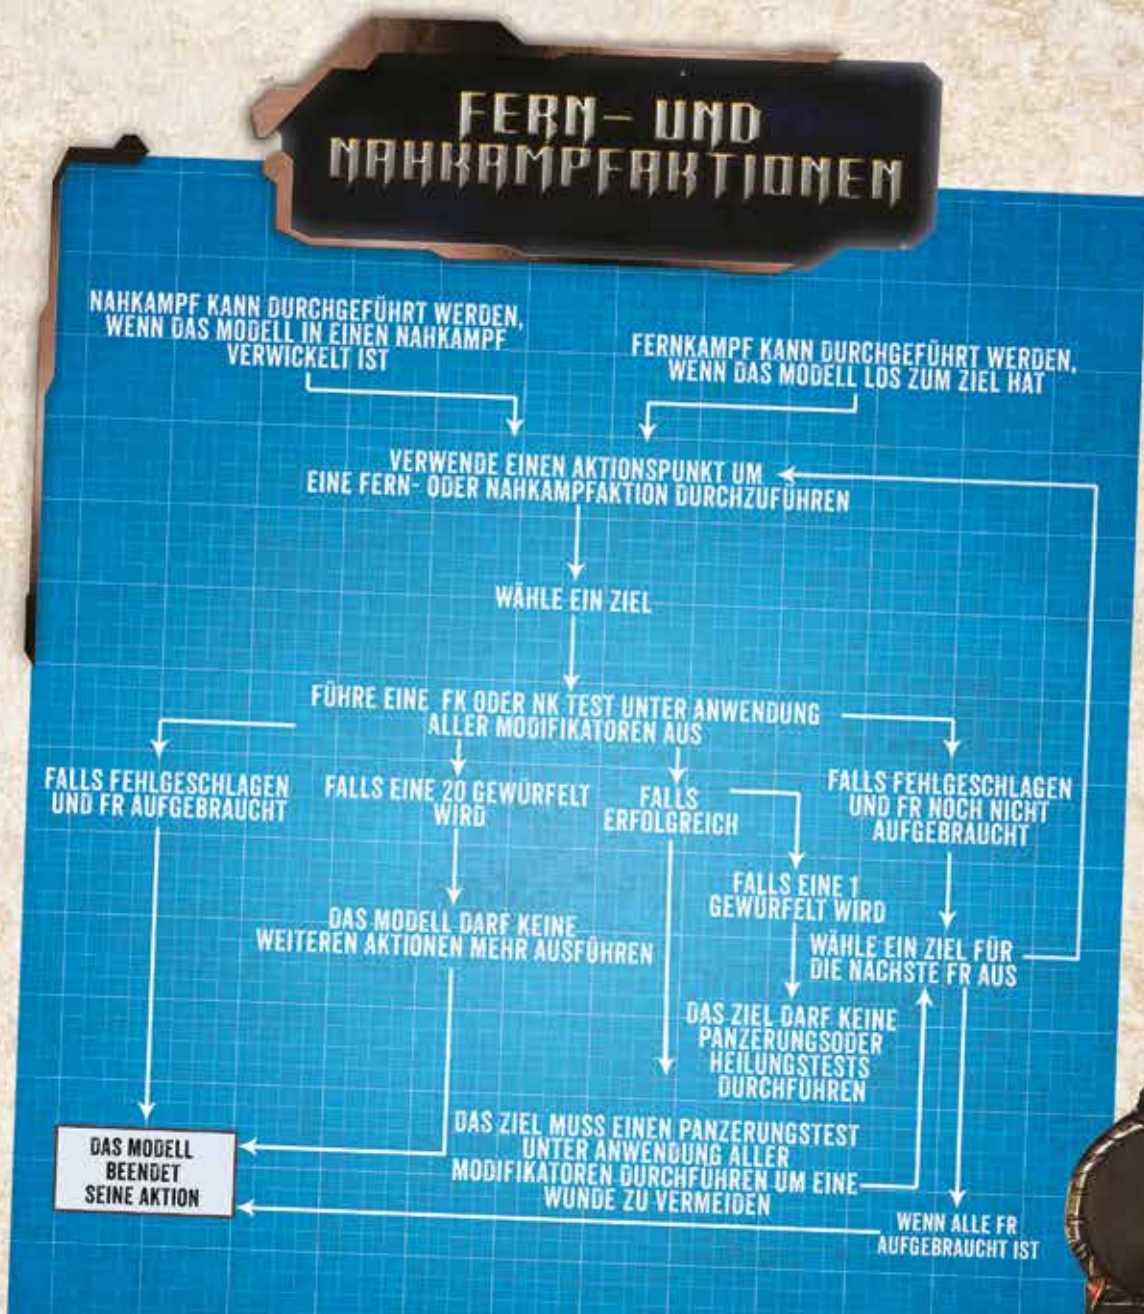 FERN- UND
NAHKAMPFAKTIONEN
NAHKAMPF KANN DURCHGEFÜHRT WERDEN,
WENN DAS MODELL IN EINEN NAHKAMPF
VERWICKELT IST
FERNKAMPF KANN DURCHGEFÜHRT WERDEN,
WENN DAS MODELL LOS ZUM ZIEL HAT
VERWENDE EINEN AKTIONSPUNKT UM
EINE FERN- ODER NAHKAMPFAKTION DURCHZUFÜHREN
WÄHLE EIN ZIEL
FÜHRE EINE FK ODER NK TEST UNTER ANWENDUNG
ALLER MODIFIKATOREN AUS
FALLS FEHLGESCHLAGEN
UND FR AUFGEBRAUCHT
FALLS EINE 20 GEWÜRFELT
WIRD
FALLS
ERFOLGREICH
FALLS FEHLGESCHLAGEN
UND FR NOCH NICHT
AUFGEBRAUCHT
FALLS EINE 1
GEWÜRFELT WIRD
DAS MODELL DARF KEINE
WEITEREN AKTIONEN MEHR AUSFÜHREN
WÄHLE EIN ZIEL FÜR
DIE NÄCHSTE FR AUS
DAS ZIEL DARF KEINE
PANZERUNGSODER
HEILUNGSTESTS
DURCHFÜHREN
DAS ZIEL MUSS EINEN PANZERUNGSTEST
UNTER ANWENDUNG ALLER
MODIFIKATOREN DURCHFÜHREN UM EINE
WUNDE ZU VERMEIDEN
DAS MODELL
BEENDET
SEINE AKTION
WENN ALLE FR
AUFGEBRAUCHT IST